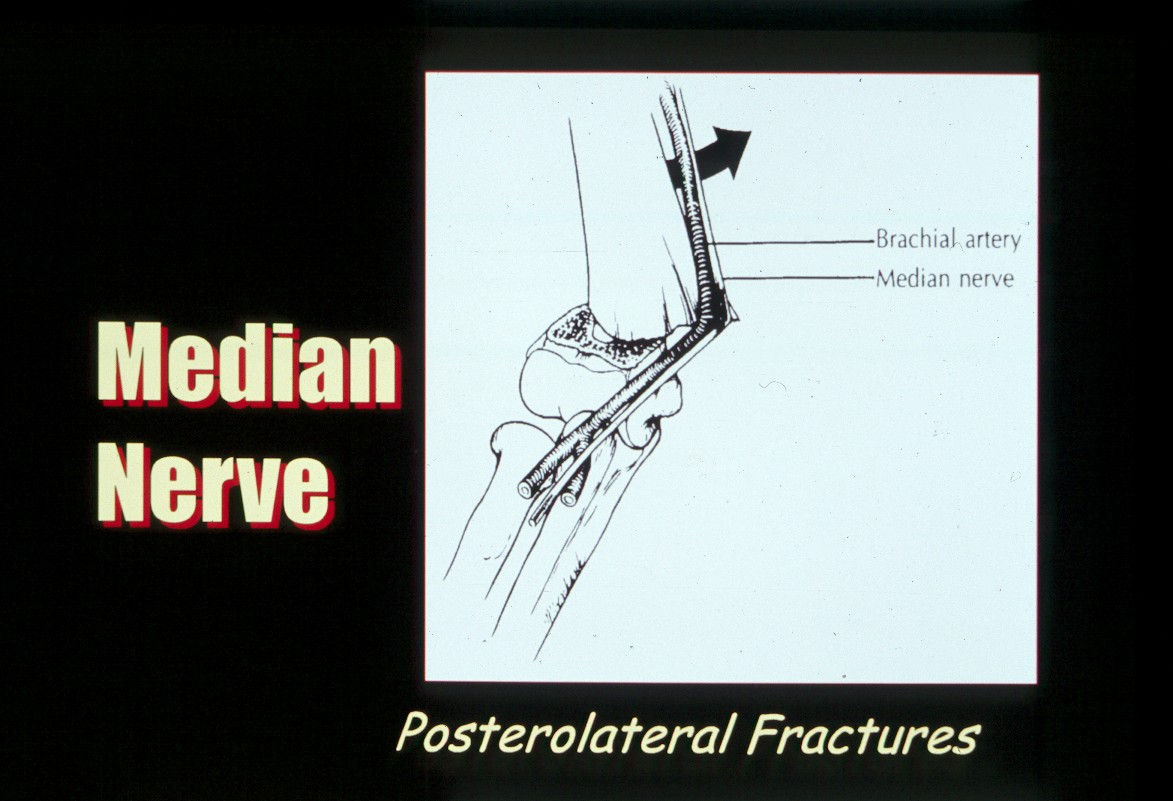 Median
Nerve
Brachial artery
Median nerve
Posterolateral Fractures